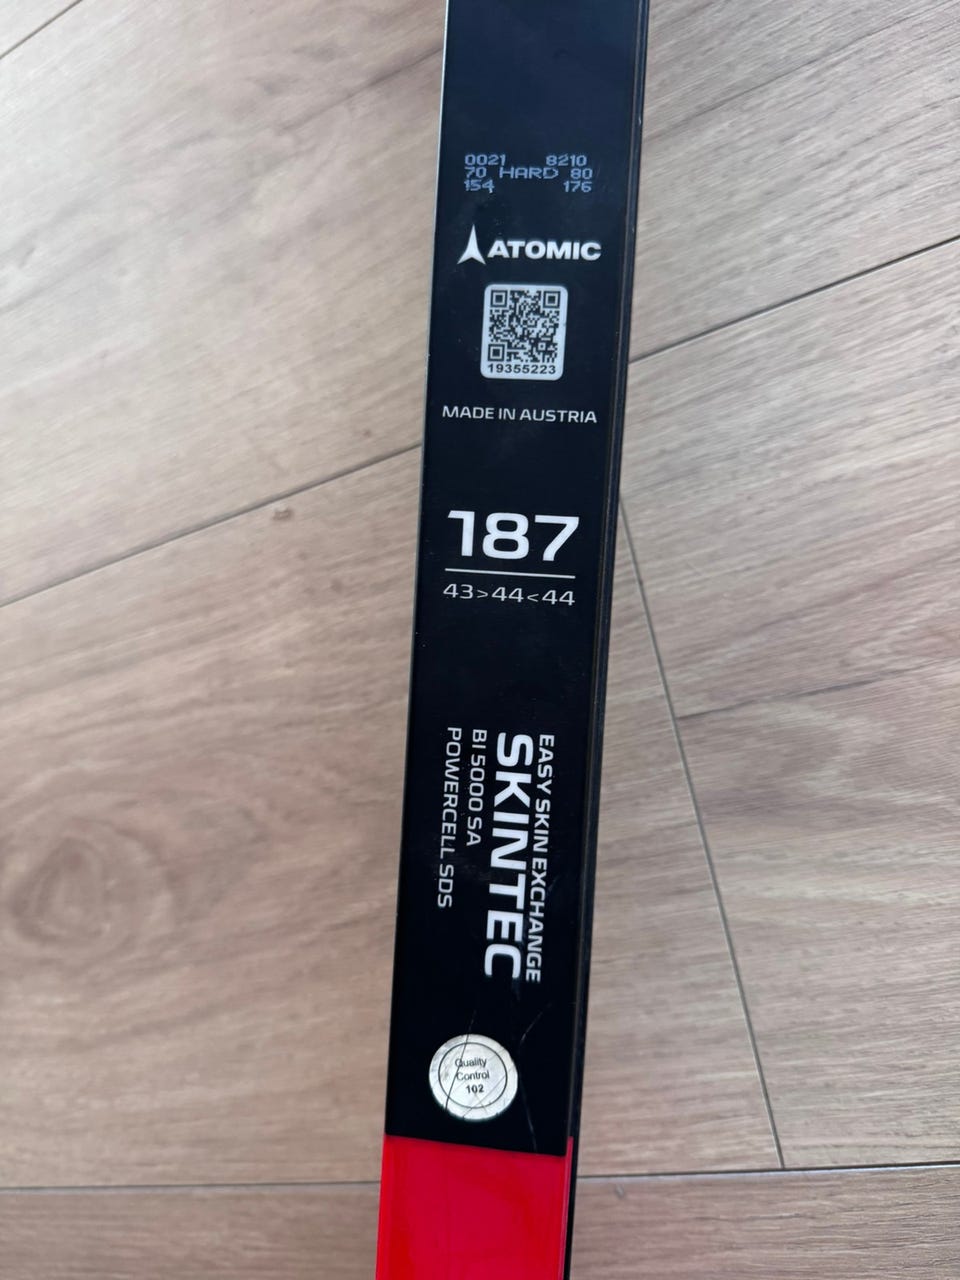 0021 8210
70 HARD 80
154 176
ATOMIC
19355223
MADE IN AUSTRIA
187
43>44<44
EASY SKIN EXCHANGE
SKINTEC
BI 5000 SA
POWERCELL SDS
Quality
Control
102